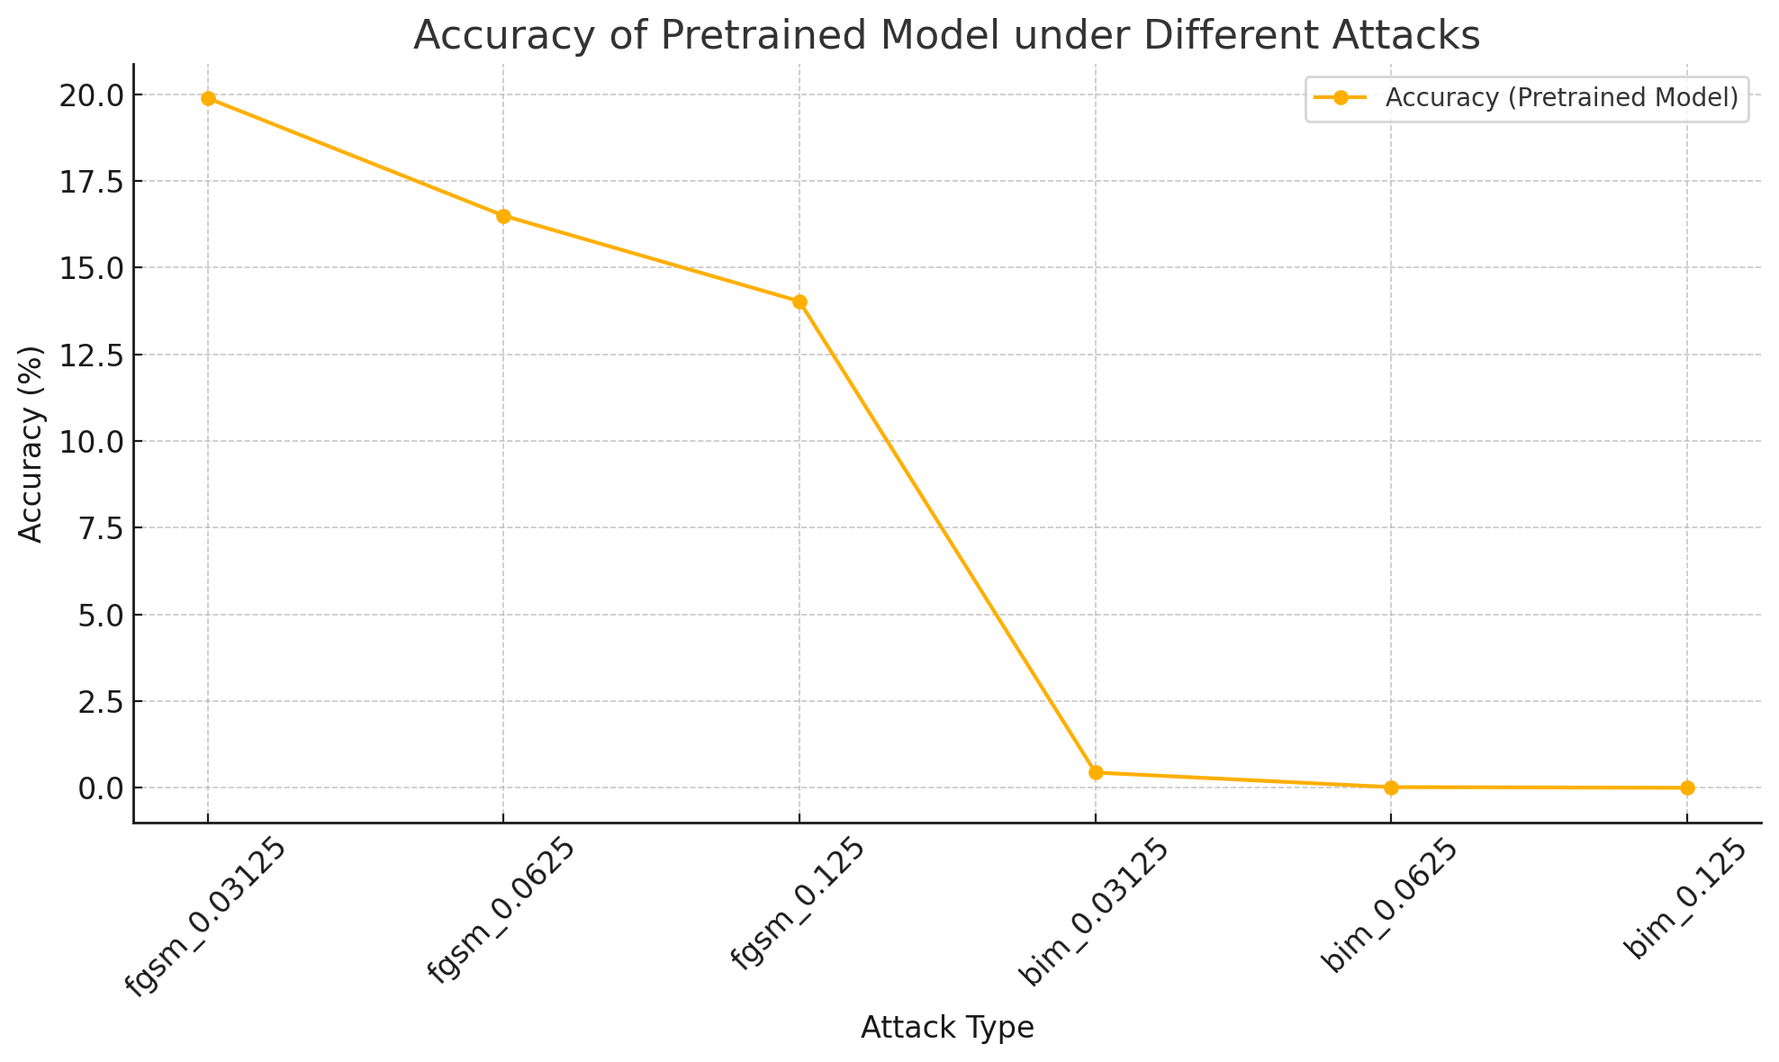 Accuracy of Pretrained Model under Different Attacks
Accuracy (Pretrained Model)
Accuracy (%)
20.0
17.5
15.0
12.5
10.0
7.5
5.0
2.5
0.0
fgsm_0.03125
fgsm_0.0625
fgsm_0.125
bim_0.03125
bim_0.0625
bim_0.125
Attack Type